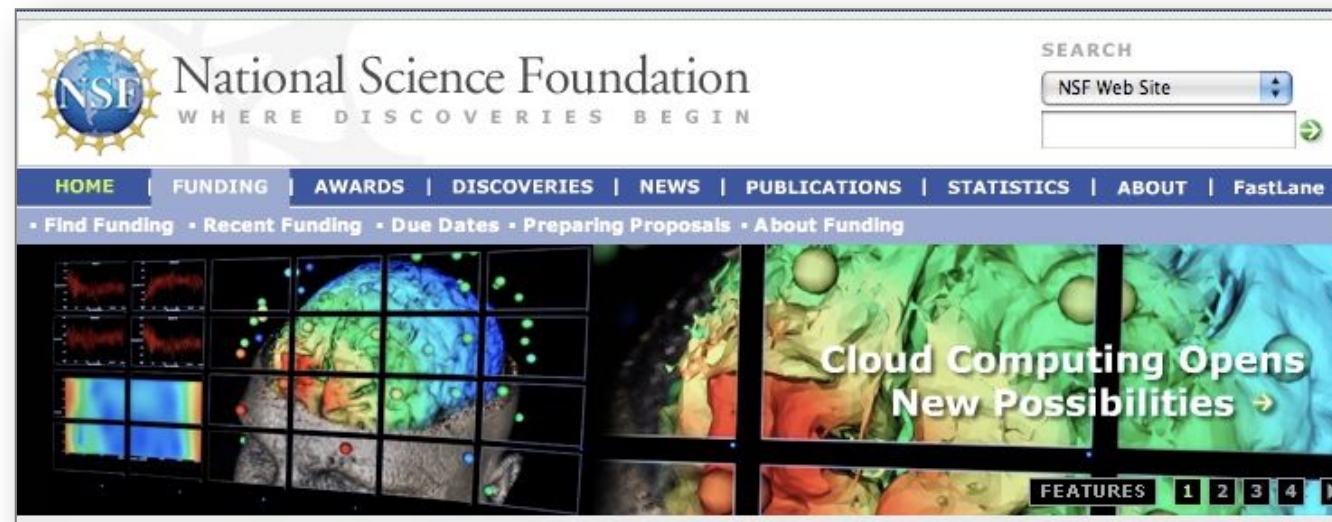 NSF
National Science Foundation
WHERE DISCOVERIES BEGIN
SEARCH
NSF Web Site
HOME | FUNDING | AWARDS | DISCOVERIES | NEWS | PUBLICATIONS | STATISTICS | ABOUT | FastLane
▪ Find Funding ▪ Recent Funding ▪ Due Dates ▪ Preparing Proposals ▪ About Funding
Cloud Computing Opens
New Possibilities
FEATURES 1 2 3 4